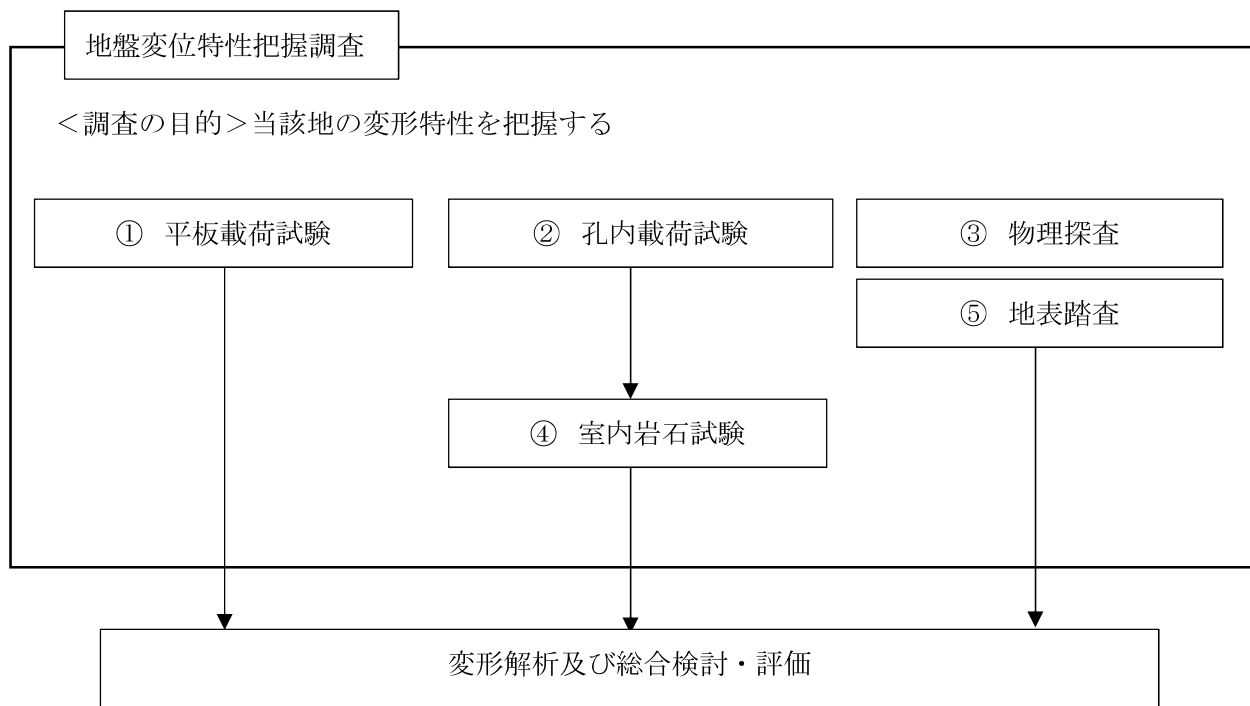 地盤変位特性把握調査
＜調査の目的＞当該地の変形特性を把握する
① 平板載荷試験
② 孔内載荷試験
③ 物理探査
⑤ 地表踏査
④ 室内岩石試験
変形解析及び総合検討・評価